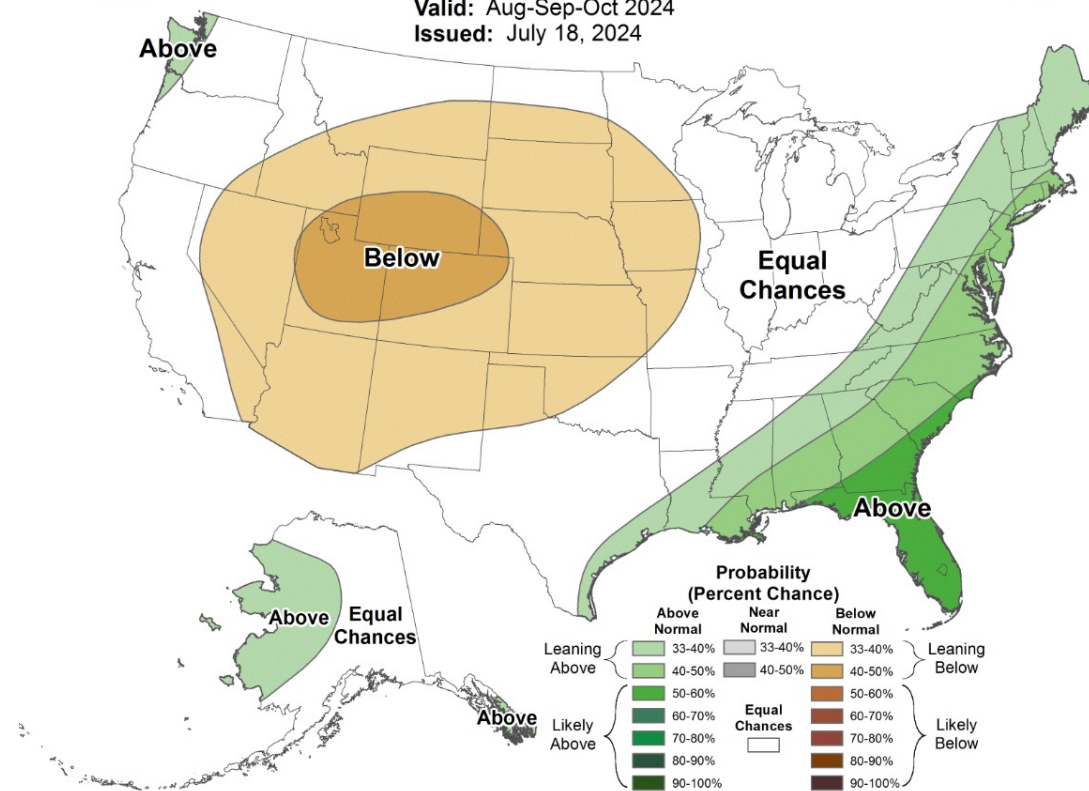 Valid: Aug-Sep-Oct 2024
Issued: July 18, 2024
Above
Below
Equal
Chances
Above
Above
Equal
Chances
Above
Probability
(Percent Chance)
Above
Normal
Near
Normal
Below
Normal
Leaning
Above
33-40%
33-40%
33-40%
Leaning
Below
40-50%
40-50%
40-50%
Likely
Above
50-60%
60-70%
70-80%
80-90%
90-100%
Equal
Chances
50-60%
60-70%
70-80%
80-90%
90-100%
Likely
Below